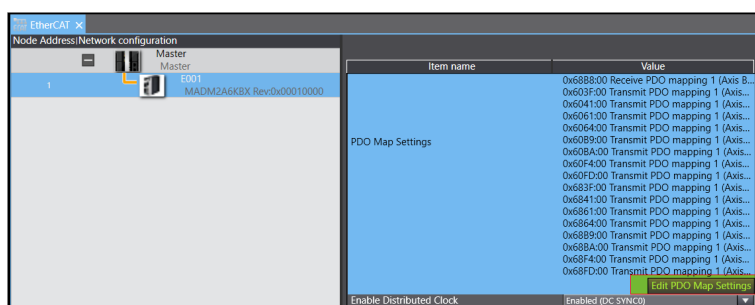 EtherCAT
Node Address|Network configuration
Master
Master
1
E001
MADM2A6KBX Rev:0x00010000
Item name
Value
PDO Map Settings
0x68B8:00 Receive PDO mapping 1 (Axis B...
0x603F:00 Transmit PDO mapping 1 (Axis...
0x6041:00 Transmit PDO mapping 1 (Axis...
0x6061:00 Transmit PDO mapping 1 (Axis...
0x6064:00 Transmit PDO mapping 1 (Axis...
0x60B9:00 Transmit PDO mapping 1 (Axis...
0x60BA:00 Transmit PDO mapping 1 (Axis...
0x60F4:00 Transmit PDO mapping 1 (Axis...
0x60FD:00 Transmit PDO mapping 1 (Axis...
0x683F:00 Transmit PDO mapping 1 (Axis...
0x6841:00 Transmit PDO mapping 1 (Axis...
0x6861:00 Transmit PDO mapping 1 (Axis...
0x6864:00 Transmit PDO mapping 1 (Axis...
0x68B9:00 Transmit PDO mapping 1 (Axis...
0x68BA:00 Transmit PDO mapping 1 (Axis...
0x68F4:00 Transmit PDO mapping 1 (Axis...
0x68FD:00 Transmit PDO mapping 1 (Axis...
Edit PDO Map Settings
Enable Distributed Clock
Enabled (DC SYNC0)